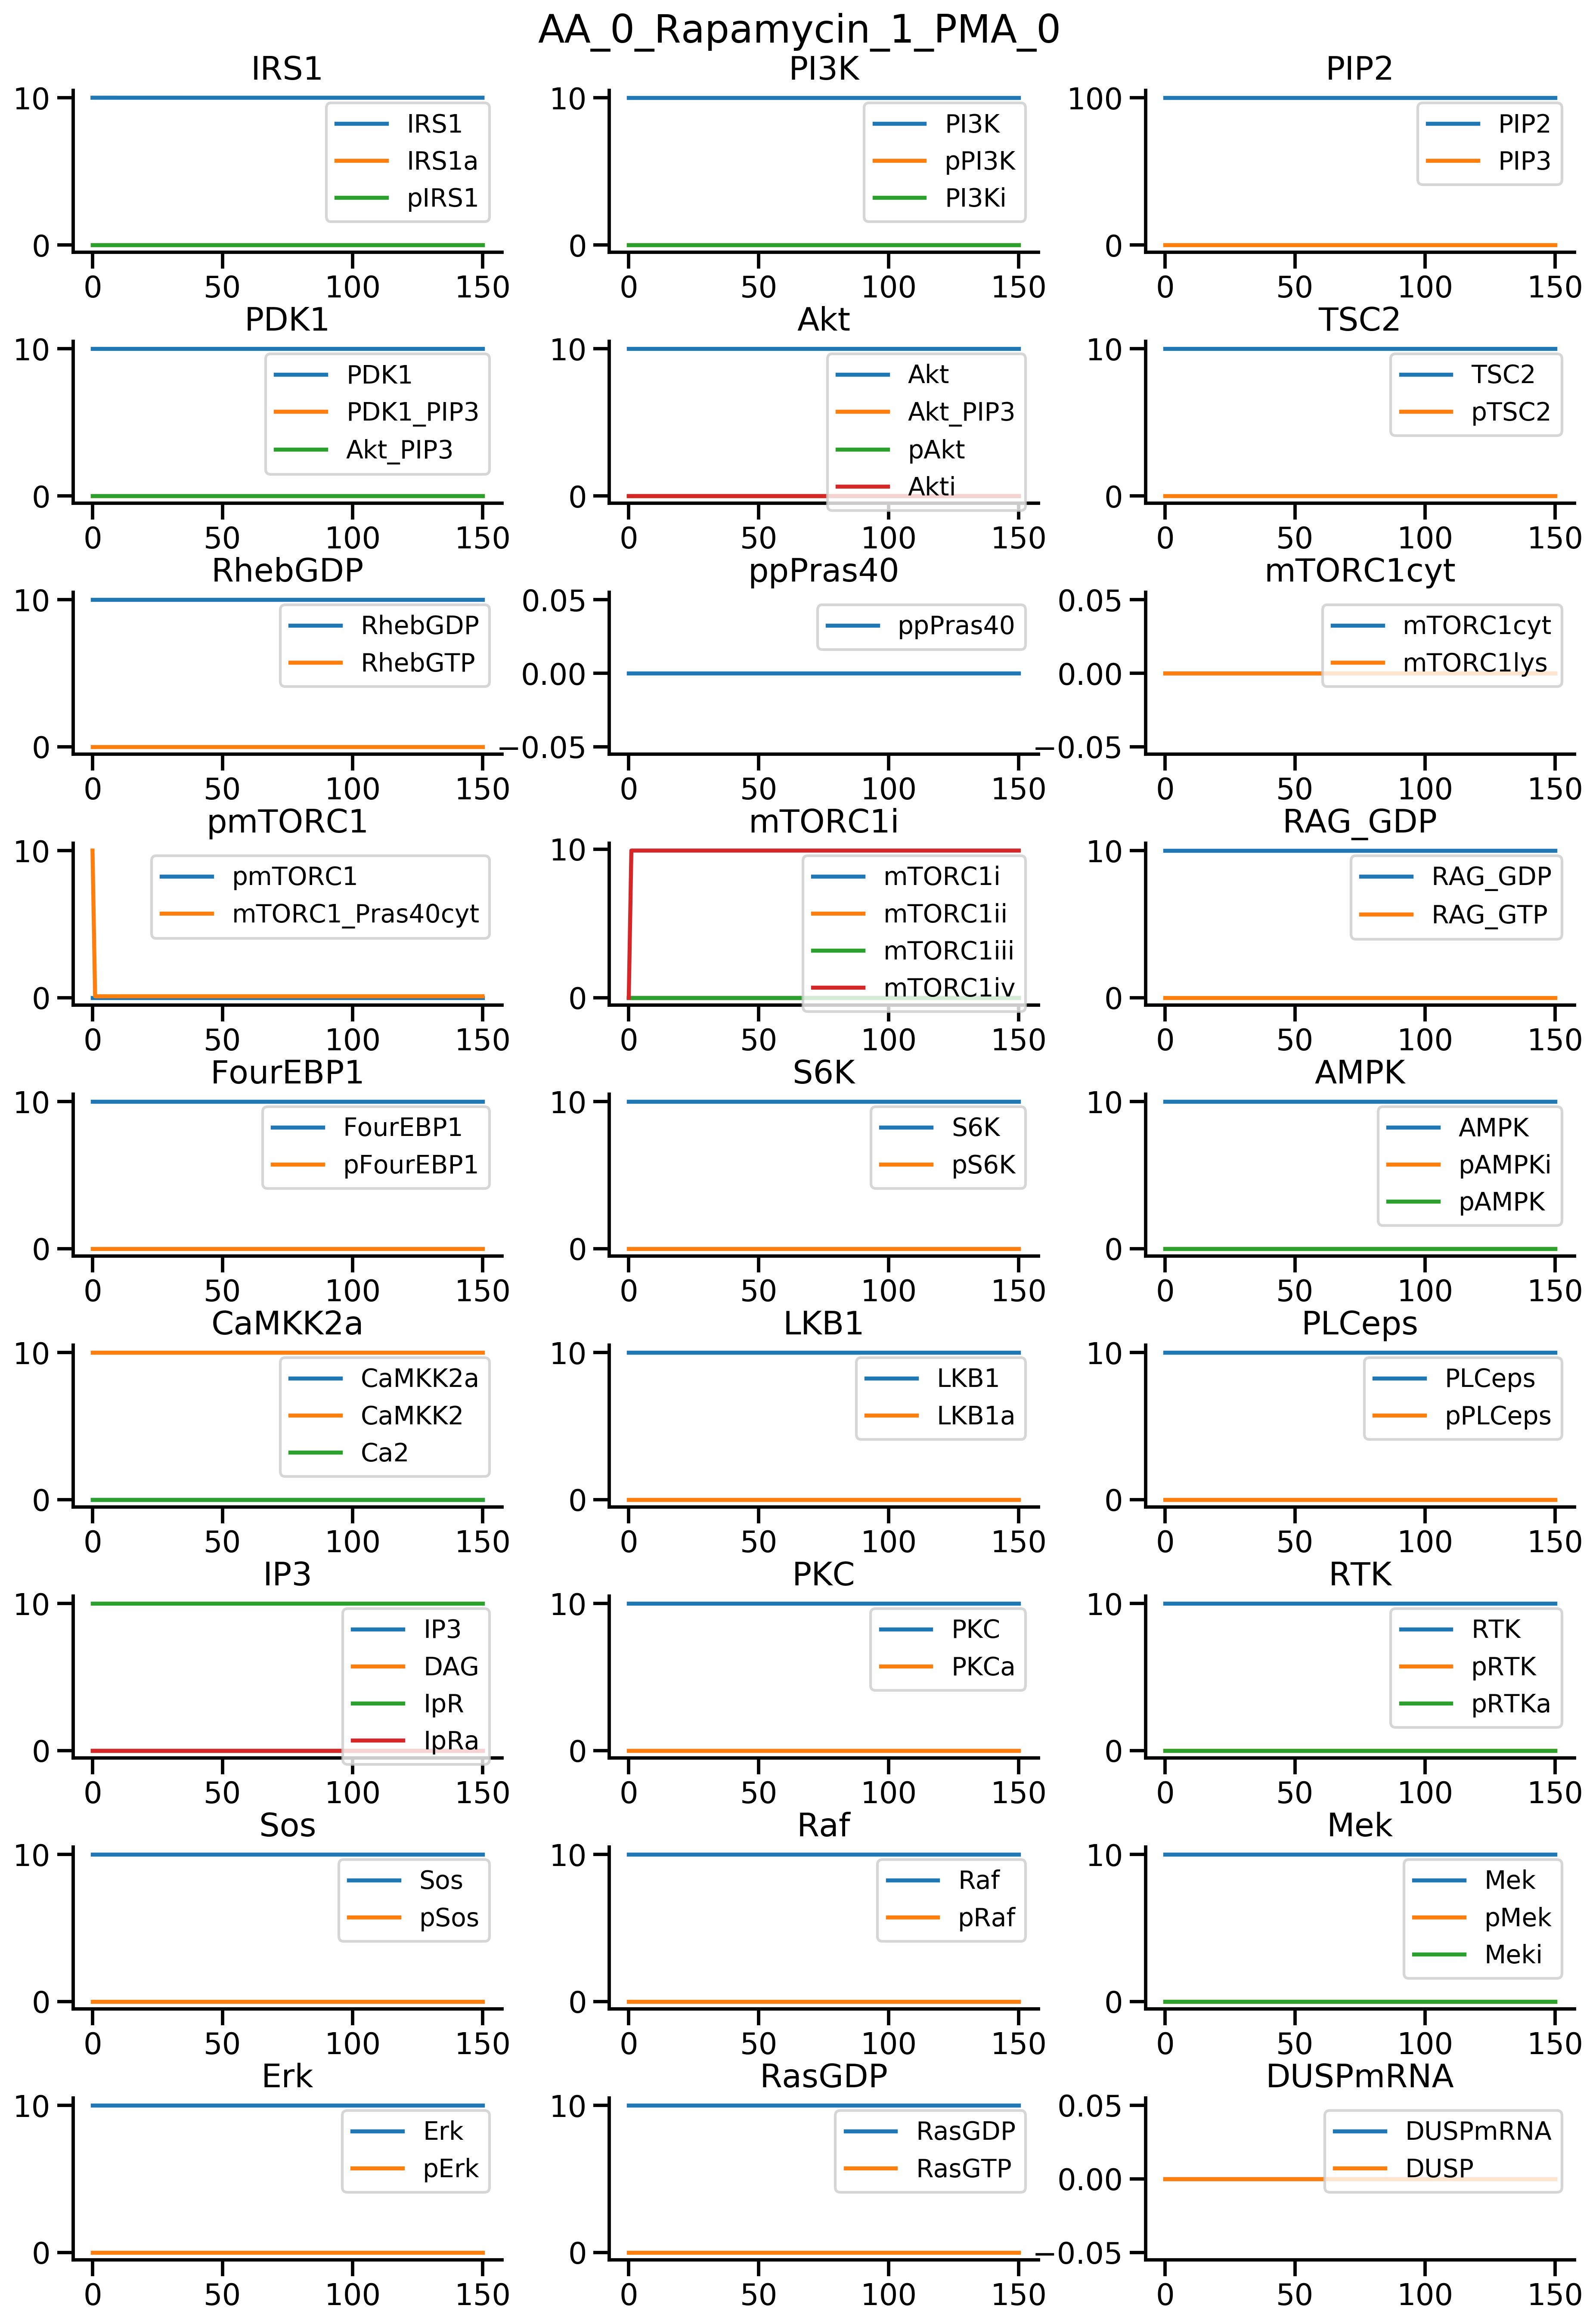 AA_0_Rapamycin_1_PMA_0
IRS1
PI3K
PIP2
10
0
IRS1
IRS1a
pIRS1
0 50 100 150
10
0
PI3K
pPI3K
PI3Ki
0 50 100 150
100
0
PIP2
PIP3
0 50 100 150
PDK1
Akt
TSC2
10
0
PDK1
PDK1_PIP3
Akt_PIP3
0 50 100 150
10
0
Akt
Akt_PIP3
pAkt
Akti
0 50 100 150
10
0
TSC2
pTSC2
0 50 100 150
RhebGDP
ppPras40
mTORC1cyt
10
0
RhebGDP
RhebGTP
0 50 100 150
0.05
0.00
−0.05
ppPras40
0 50 100 150
0.05
0.00
−0.05
mTORC1cyt
mTORC1lys
0 50 100 150
pmTORC1
mTORC1i
RAG_GDP
10
0
pmTORC1
mTORC1_Pras40cyt
0 50 100 150
10
0
mTORC1i
mTORC1ii
mTORC1iii
mTORC1iv
0 50 100 150
10
0
RAG_GDP
RAG_GTP
0 50 100 150
FourEBP1
S6K
AMPK
10
0
FourEBP1
pFourEBP1
0 50 100 150
10
0
S6K
pS6K
0 50 100 150
10
0
AMPK
pAMPKi
pAMPK
0 50 100 150
CaMKK2a
LKB1
PLCeps
10
0
CaMKK2a
CaMKK2
Ca2
0 50 100 150
10
0
LKB1
LKB1a
0 50 100 150
10
0
PLCeps
pPLCeps
0 50 100 150
IP3
PKC
RTK
10
0
IP3
DAG
IpR
IpRa
0 50 100 150
10
0
PKC
PKCa
0 50 100 150
10
0
RTK
pRTK
pRTKa
0 50 100 150
Sos
Raf
Mek
10
0
Sos
pSos
0 50 100 150
10
0
Raf
pRaf
0 50 100 150
10
0
Mek
pMek
Meki
0 50 100 150
Erk
RasGDP
DUSPmRNA
10
0
Erk
pErk
0 50 100 150
10
0
RasGDP
RasGTP
0 50 100 150
0.05
0.00
−0.05
DUSPmRNA
DUSP
0 50 100 150